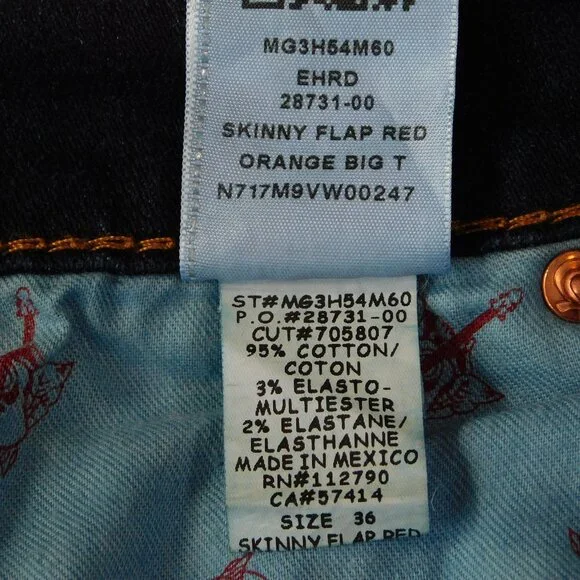 MG3H54M60
EHRD
28731-00
SKINNY FLAP RED
ORANGE BIG T
N717M9VW00247
ST#MG3H54M60
P.O.#28731-00
CUT#705807
95% COTTON/
COTON
3% ELASTO-
MULTIESTER
2% ELASTANE/
ELASTHANNE
MADE IN MEXICO
RN#112790
CA#57414
SIZE 36
SKINNY FLAP RED